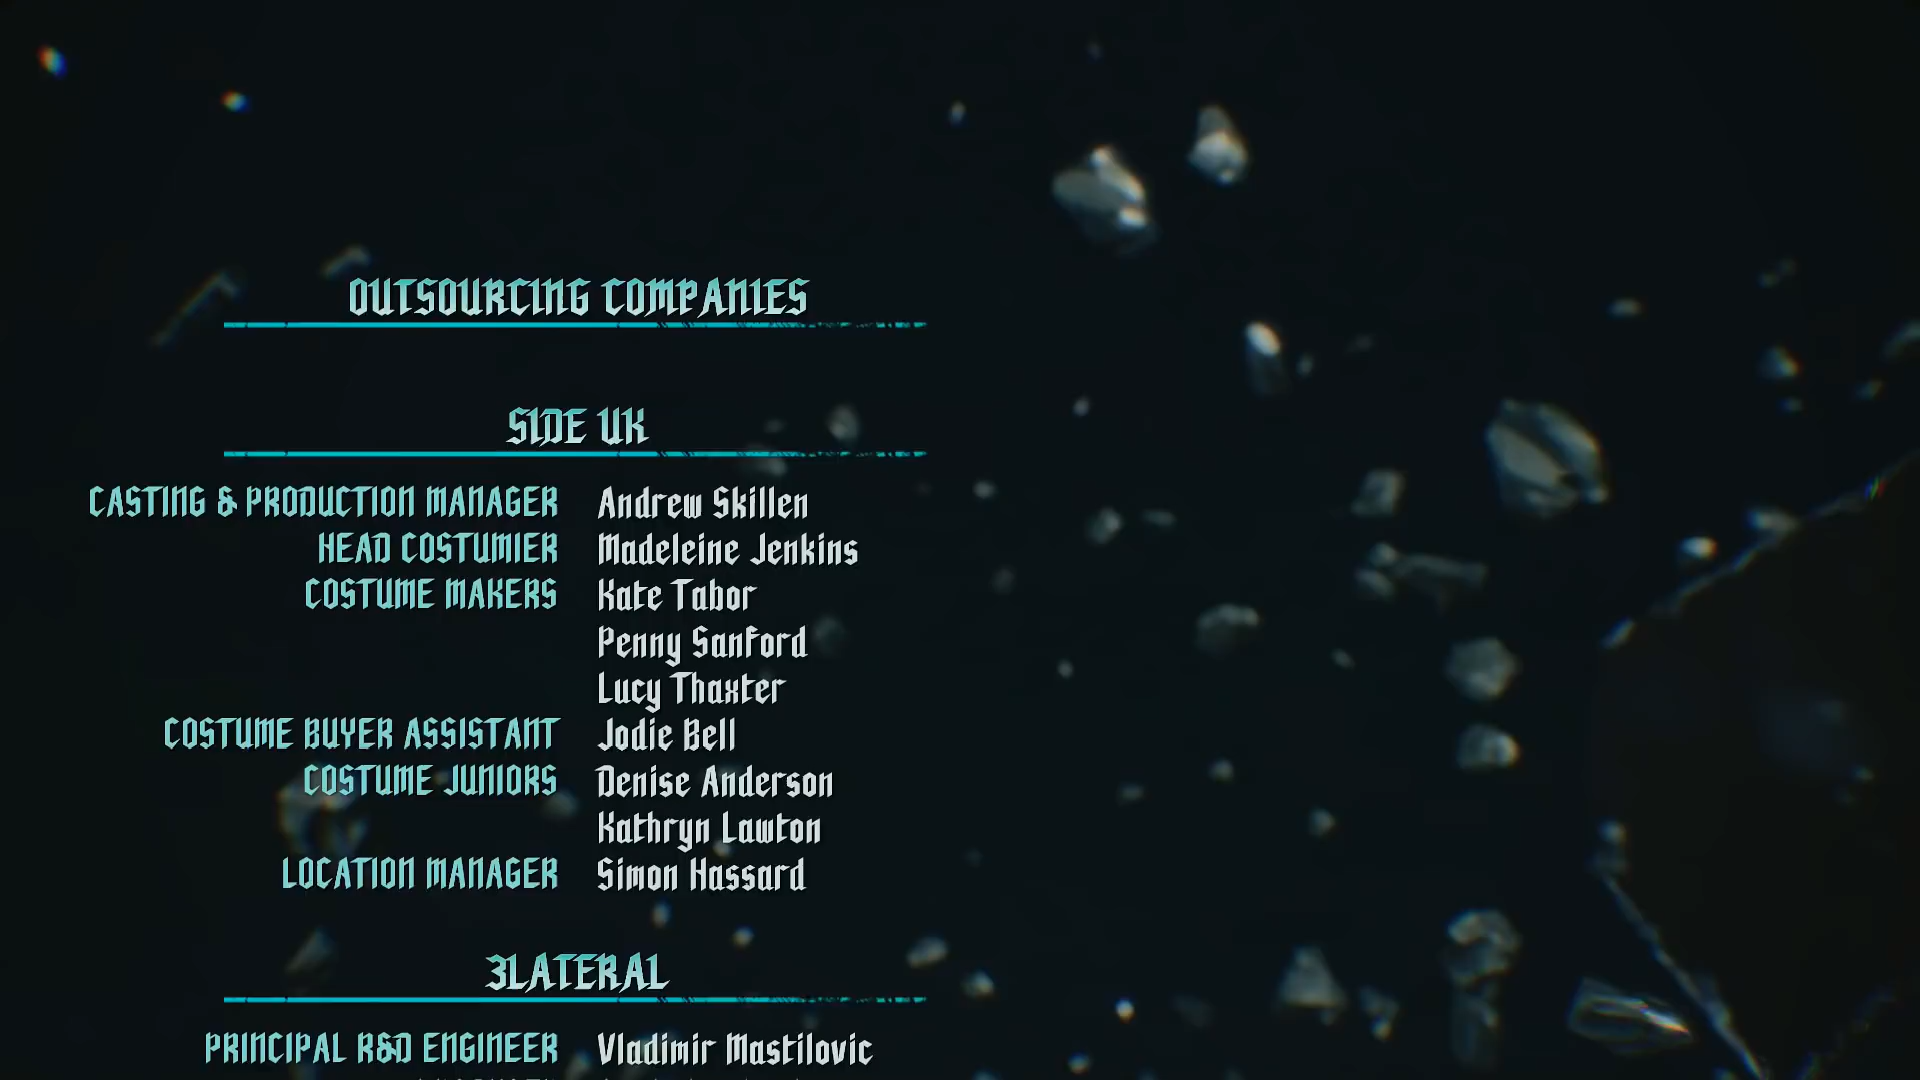 OUTSOURCING COMPANIES
SIDE UK
CASTING & PRODUCTION MANAGER Andrew Skillen
HEAD COSTUMIER Madeleine Jenkins
COSTUME MAKERS Kate Tabor
Penny Sanford
Lucy Thaxter
COSTUME BUYER ASSISTANT Jodie Bell
COSTUME JUNIORS Denise Anderson
Kathryn Lawton
LOCATION MANAGER Simon Hassard
3LATERAL
PRINCIPAL R&D ENGINEER Vladimir Mastilovic